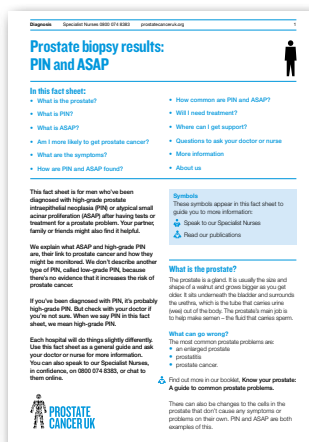 Diagnosis Specialist Nurses 0800 074 8383 prostatecanceruk.org 1
Prostate biopsy results:
PIN and ASAP
In this fact sheet:
• What is the prostate?
• What is PIN?
• What is ASAP?
• Am I more likely to get prostate cancer?
• What are the symptoms?
• How are PIN and ASAP found?
• How common are PIN and ASAP?
• Will I need treatment?
• Where can I get support?
• Questions to ask your doctor or nurse
• More information
• About us
This fact sheet is for men who've been
diagnosed with high-grade prostate
intraepithelial neoplasia (PIN) or atypical small
acinar proliferation (ASAP) after having tests or
treatment for a prostate problem. Your partner,
family or friends might also find it helpful.
We explain what ASAP and high-grade PIN
are, their link to prostate cancer and how they
might be monitored. We don't describe another
type of PIN, called low-grade PIN, because
there's no evidence that it increases the risk of
prostate cancer.
If you've been diagnosed with PIN, it's probably
high-grade PIN. But check with your doctor if
you're not sure. When we say PIN in this fact
sheet, we mean high-grade PIN.
Each hospital will do things slightly differently.
Use this fact sheet as a general guide and ask
your doctor or nurse for more information.
You can also speak to our Specialist Nurses,
in confidence, on 0800 074 8383, or chat to
them online.
PROSTATE
CANCER UK
Symbols
These symbols appear in this fact sheet to
guide you to more information:
Speak to our Specialist Nurses
Read our publications
What is the prostate?
The prostate is a gland. It is usually the size and
shape of a walnut and grows bigger as you get
older. It sits underneath the bladder and surrounds
the urethra, which is the tube that carries urine
(wee) out of the body. The prostate's main job is
to help make semen – the fluid that carries sperm.
What can go wrong?
The most common prostate problems are:
• an enlarged prostate
• prostatitis
• prostate cancer.
Find out more in our booklet, Know your prostate:
A guide to common prostate problems.
There can also be changes to the cells in the
prostate that don't cause any symptoms or
problems on their own. PIN and ASAP are both
examples of this.